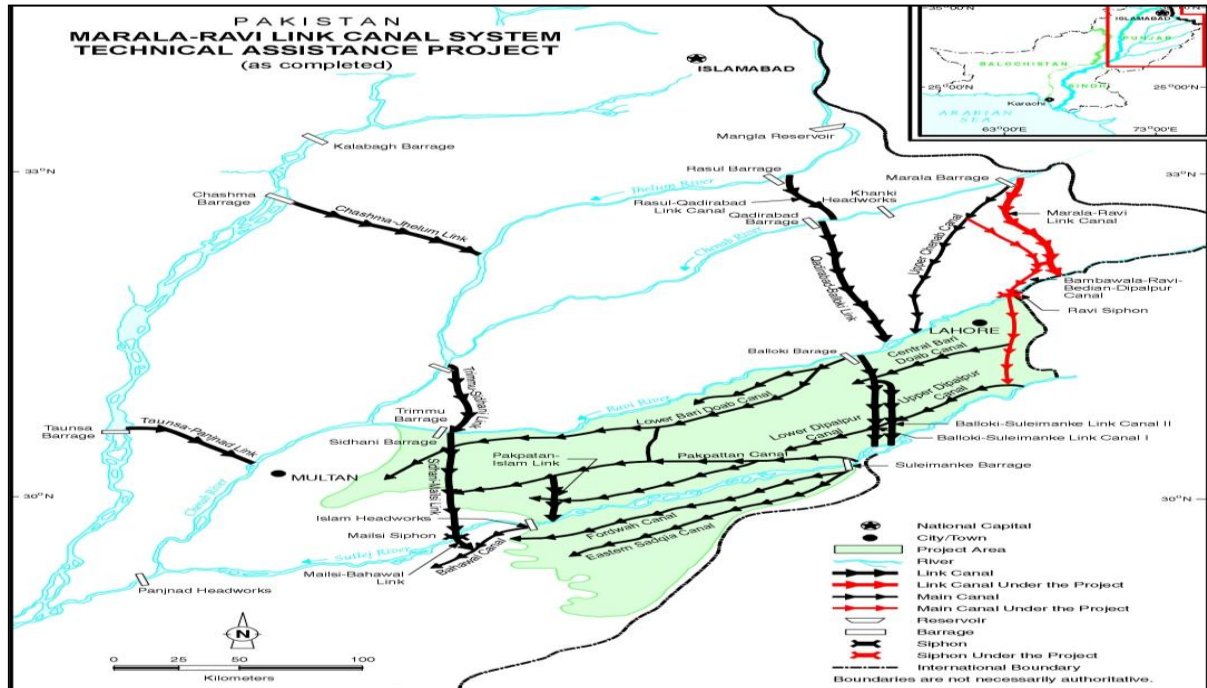 PAKISTAN
MARALA-RAVI LINK CANAL SYSTEM
TECHNICAL ASSISTANCE PROJECT
(as completed)
ISLAMABAD
ISLAMABAD
PUNJAB
BALOCHISTAN
SINDH
25°00'N
25°00'N
Karachi
ARABIAN
SEA
63°00'E
73°00'E
Mangla Reservoir
Kalabagh Barrage
33°N
33°N
Rasul Barrage
Marala Barrage
Chashma
Barrage
Jhelum River
Khanki
Headworks
Rasul-Qadirabad
Link Canal
Qadirabad
Barrage
Marala-Ravi
Link Canal
Chashma-Jhelum Link
Chenab River
Upper Chenab Canal
Qadirabad-Balloki Link
Bambawala-Ravi-
Bedian-Dipalpur
Canal
Ravi Siphon
LAHORE
Balloki Barage
Central Bari
Doab Canal
Trimmu-Sidhani Link
Ravi River
Upper Dipalpur
Canal
Trimmu
Barrage
Lower Bari Doab Canal
Taunsa
Barrage
Taunsa-Panjnad Link
Sidhani Barrage
Lower Dipalpur
Canal
Balloki-Suleimanke Link Canal II
Balloki-Suleimanke Link Canal I
Pakpatan-
Islam Link
Pakpattan Canal
Suleimanke Barrage
MULTAN
Sidhani-Mailsi Link
30°N
30°N
Chenab River
Islam Headworks
Mailsi Siphon
Fordwah Canal
Eastern Sadqia Canal
Sutlej River
Bahawal Canal
Mailsi-Bahawal
Link
Panjnad Headworks
N
0 25 50 100
Kilometers
National Capital
City/Town
Project Area
River
Link Canal
Link Canal Under the Project
Main Canal
Main Canal Under the Project
Reservoir
Barrage
Siphon
Siphon Under the Project
International Boundary
Boundaries are not necessarily authoritative.